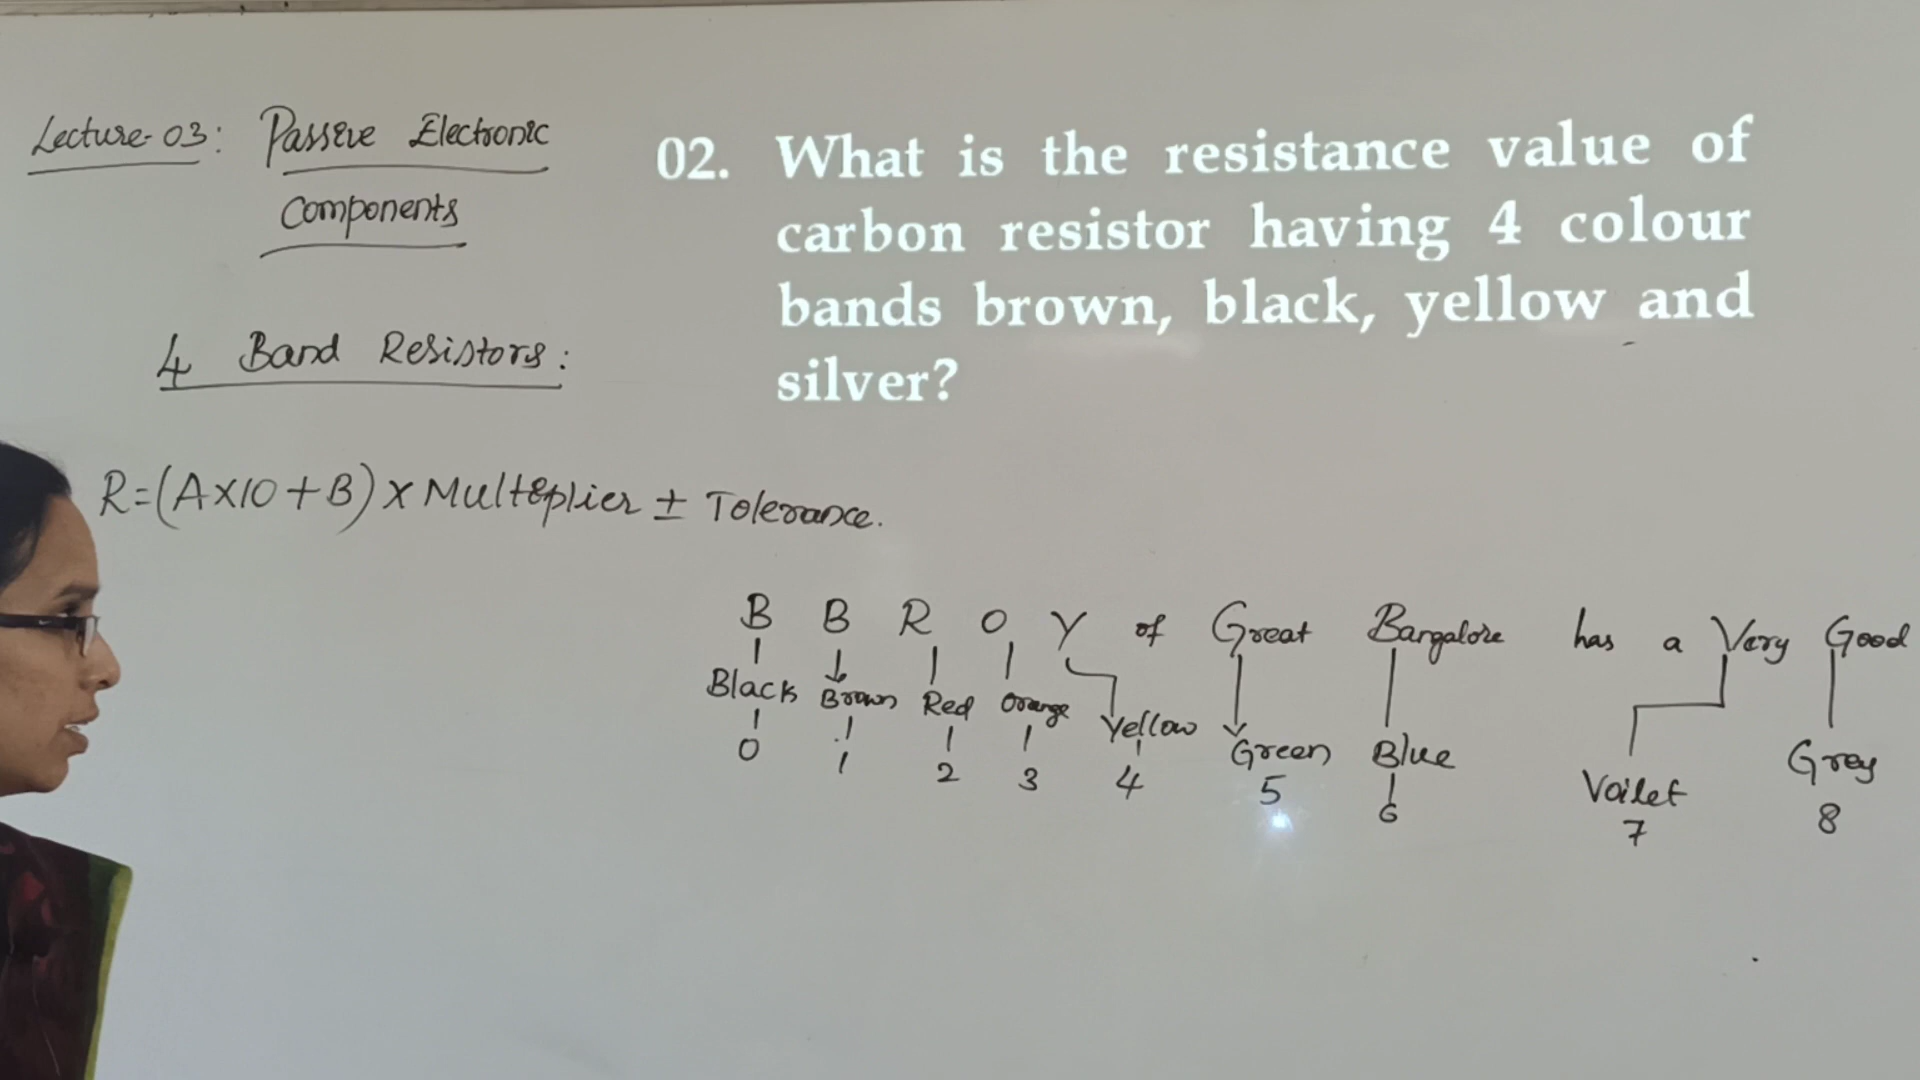 Lecture-03: Passive Electronic
Components
02. What is the resistance value of
carbon resistor having 4 colour
bands brown, black, yellow and
silver?
4 Band Resistors:
R=(A×10+B)×Multiplier ± Tolerance.
B B R O Y of Great Bangalore has a Very Good
Black Brown Red Orange Yellow Green Blue Voilet Grey
0 1 2 3 4 5 6 7 8